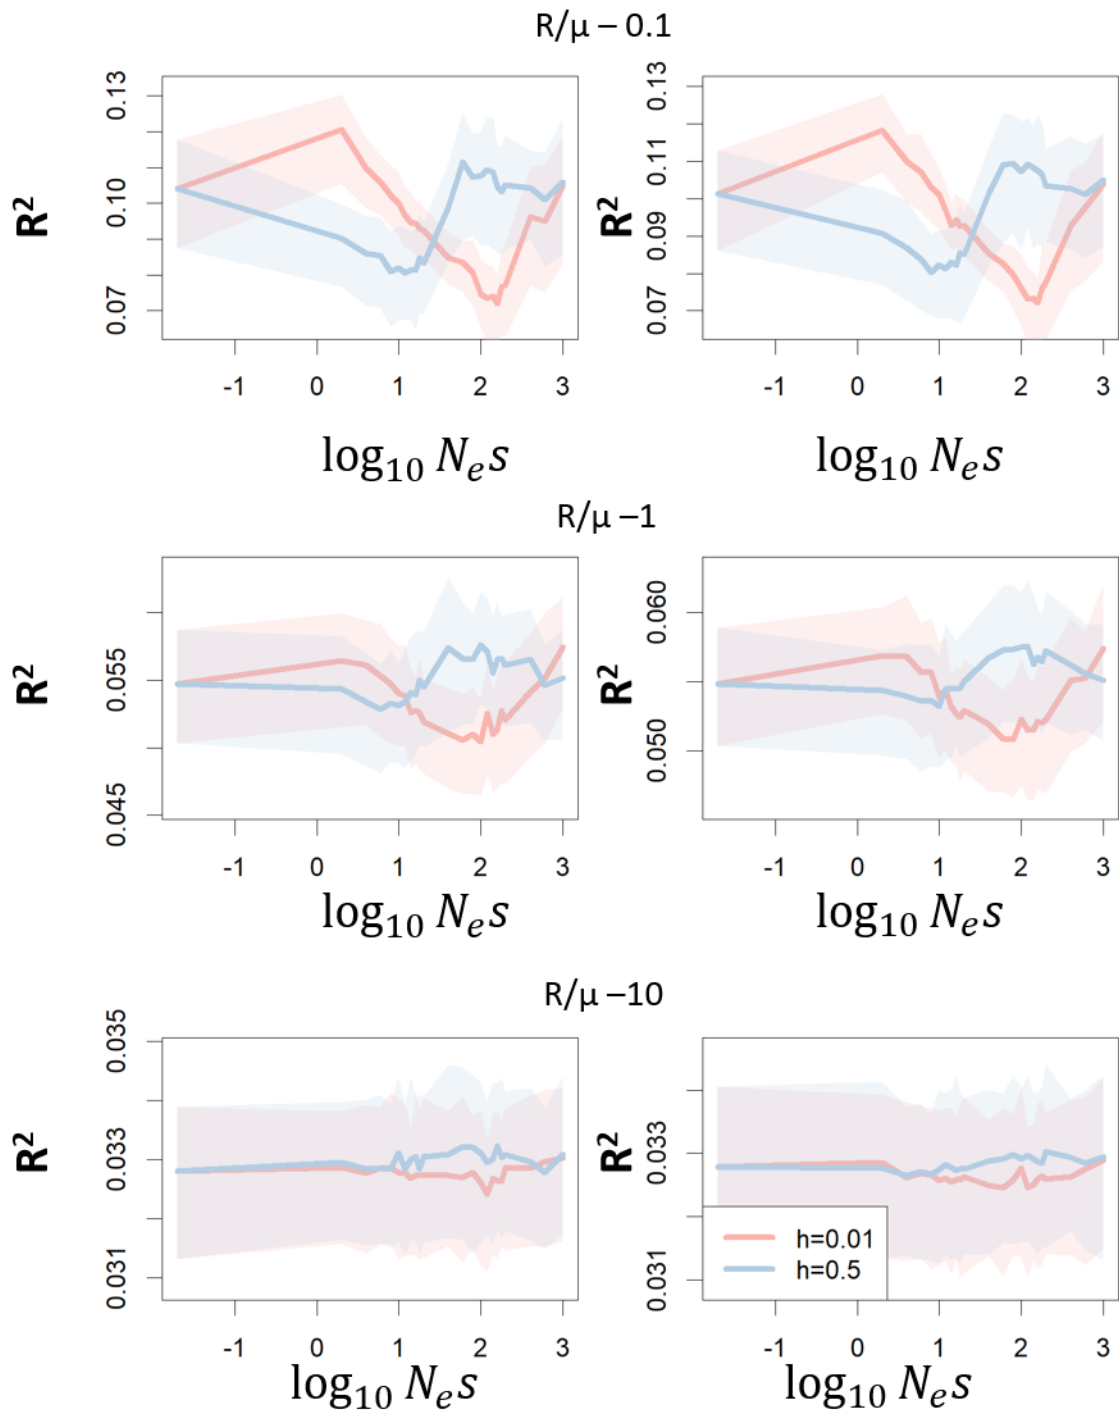 R/μ – 0.1
R²
0.07 0.10 0.13
-1 0 1 2 3
log₁₀ Nₑs
R²
0.07 0.09 0.11 0.13
-1 0 1 2 3
log₁₀ Nₑs
R/μ –1
R²
0.045 0.055
-1 0 1 2 3
log₁₀ Nₑs
R²
0.050 0.060
-1 0 1 2 3
log₁₀ Nₑs
R/μ –10
R²
0.031 0.033 0.035
-1 0 1 2 3
log₁₀ Nₑs
R²
0.031 0.033
h=0.01
h=0.5
-1 0 1 2 3
log₁₀ Nₑs